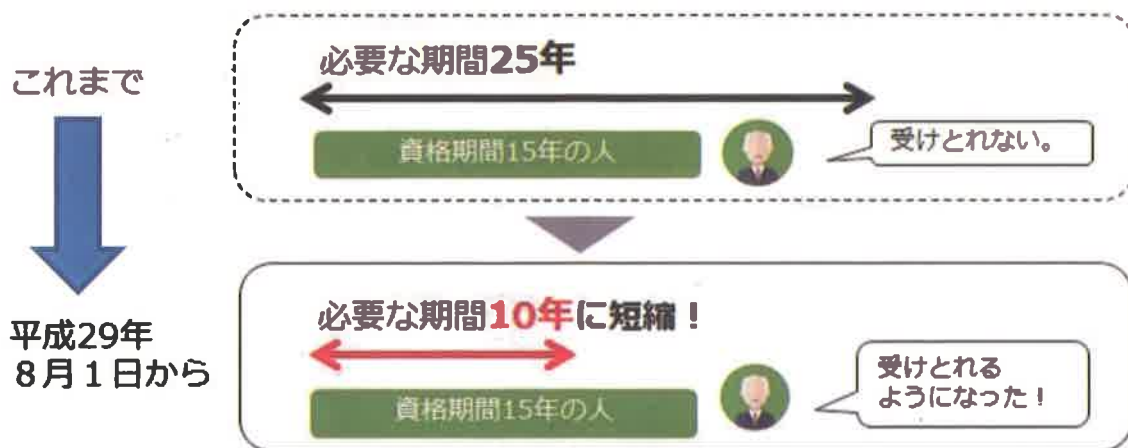 これまで
必要な期間25年
資格期間15年の人
受けとれない。
平成29年
８月１日から
必要な期間10年に短縮！
資格期間15年の人
受けとれる
ようになった！